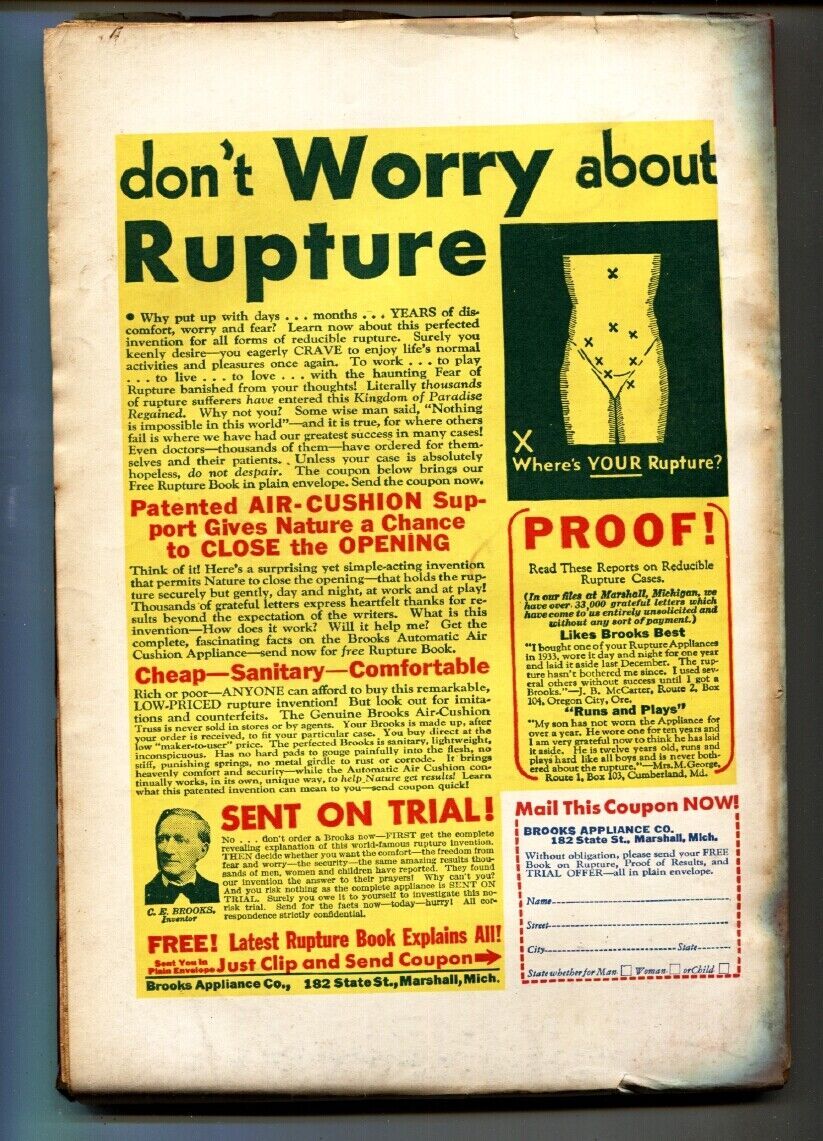 don't Worry about
Rupture
• Why put up with days . . . months . . . YEARS of dis-
comfort, worry and fear? Learn now about this perfected
invention for all forms of reducible rupture. Surely you
keenly desire—you eagerly CRAVE to enjoy life's normal
activities and pleasures once again. To work . . . to play
. . . to live . . . to love . . . with the haunting Fear of
Rupture banished from your thoughts! Literally thousands
of rupture sufferers have entered this Kingdom of Paradise
Regained. Why not you? Some wise man said, "Nothing
is impossible in this world"—and it is true, for where others
fail is where we have had our greatest success in many cases!
Even doctors—thousands of them—have ordered for them-
selves and their patients. . Unless your case is absolutely
hopeless, do not despair. The coupon below brings our
Free Rupture Book in plain envelope. Send the coupon now.
X
Where's YOUR Rupture?
Patented AIR-CUSHION Sup-
port Gives Nature a Chance
to CLOSE the OPENING
Think of it! Here's a surprising yet simple-acting invention
that permits Nature to close the opening—that holds the rup-
ture securely but gently, day and night, at work and at play!
Thousands of grateful letters express heartfelt thanks for re-
sults beyond the expectation of the writers. What is this
invention—How does it work? Will it help me? Get the
complete, fascinating facts on the Brooks Automatic Air
Cushion Appliance—send now for free Rupture Book.
Cheap—Sanitary—Comfortable
Rich or poor—ANYONE can afford to buy this remarkable,
LOW-PRICED rupture invention! But look out for imita-
tions and counterfeits. The Genuine Brooks Air-Cushion
Truss is never sold in stores or by agents. Your Brooks is made up, after
your order is received, to fit your particular case. You buy direct at the
low "maker-to-user" price. The perfected Brooks is sanitary, lightweight,
inconspicuous. Has no hard pads to gouge painfully into the flesh, no
stiff, punishing springs, no metal girdle to rust or corrode. It brings
heavenly comfort and security—while the Automatic Air Cushion con-
tinually works, in its own, unique way, to help Nature get results! Learn
what this patented invention can mean to you—send coupon quick!
PROOF!
Read These Reports on Reducible
Rupture Cases.
(In our files at Marshall, Michigan, we
have over 33,000 grateful letters which
have come to us entirely unsolicited and
without any sort of payment.)
Likes Brooks Best
"I bought one of your Rupture Appliances
in 1933, wore it day and night for one year
and laid it aside last December. The rup-
ture hasn't bothered me since. I used sev-
eral others without success until I got a
Brooks."—J. B. McCarter, Route 2, Box
104, Oregon City, Ore.
"Runs and Plays"
"My son has not worn the Appliance for
over a year. He wore one for ten years and
I am very grateful now to think he has laid
it aside. He is twelve years old, runs and
plays hard like all boys and is never both-
ered about the rupture."—Mrs. M. George,
Route 1, Box 103, Cumberland, Md.
C. E. BROOKS,
Inventor
SENT ON TRIAL!
No . . . don't order a Brooks now—FIRST get the complete
revealing explanation of this world-famous rupture invention.
THEN decide whether you want the comfort—the freedom from
fear and worry—the security—the same amazing results thou-
sands of men, women and children have reported. They found
our invention the answer to their prayers! Why can't you?
And you risk nothing as the complete appliance is SENT ON
TRIAL. Surely you owe it to yourself to investigate this no-
risk trial. Send for the facts now—today—hurry! All cor-
respondence strictly confidential.
FREE! Latest Rupture Book Explains All!
Sent You in
Plain Envelope
Just Clip and Send Coupon
Brooks Appliance Co., 182 State St., Marshall, Mich.
Mail This Coupon NOW!
BROOKS APPLIANCE CO.
182 State St., Marshall, Mich.
Without obligation, please send your FREE
Book on Rupture, Proof of Results, and
TRIAL OFFER—all in plain envelope.
Name
Street
City State
State whether for Man Woman or Child